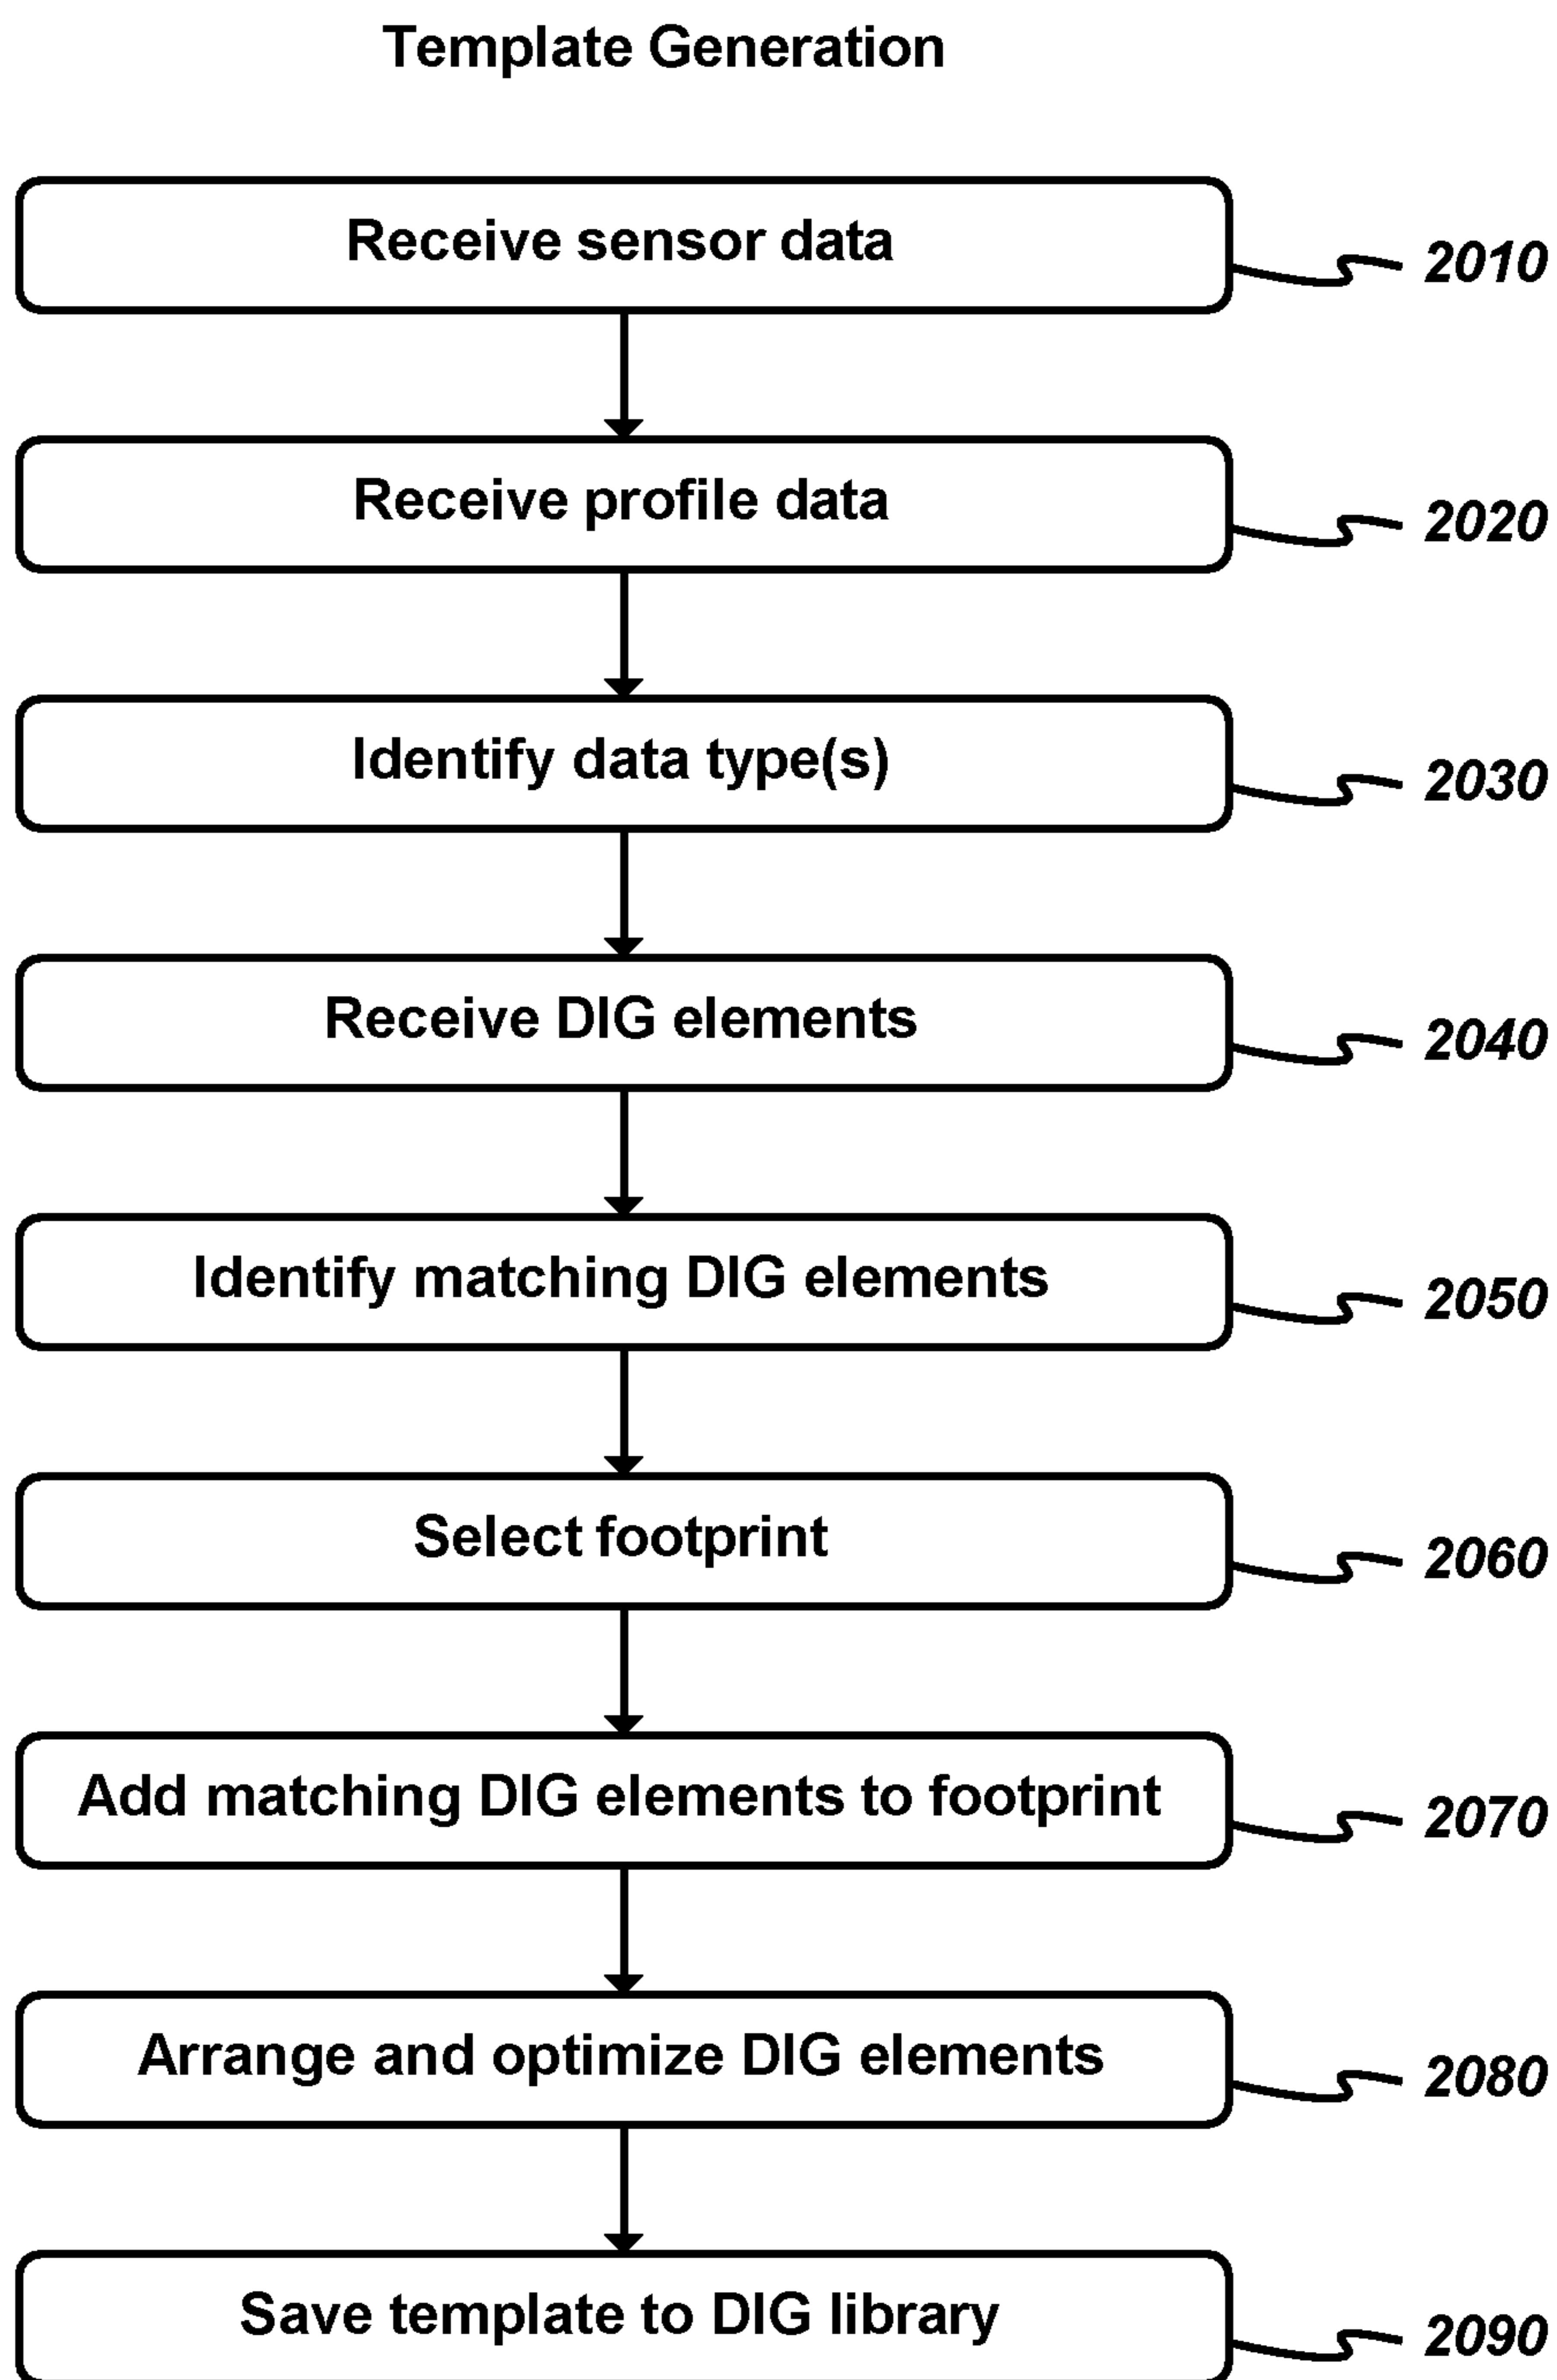 Template Generation
Receive sensor data
2010
Receive profile data
2020
Identify data type(s)
2030
Receive DIG elements
2040
Identify matching DIG elements
2050
Select footprint
2060
Add matching DIG elements to footprint
2070
Arrange and optimize DIG elements
2080
Save template to DIG library
2090